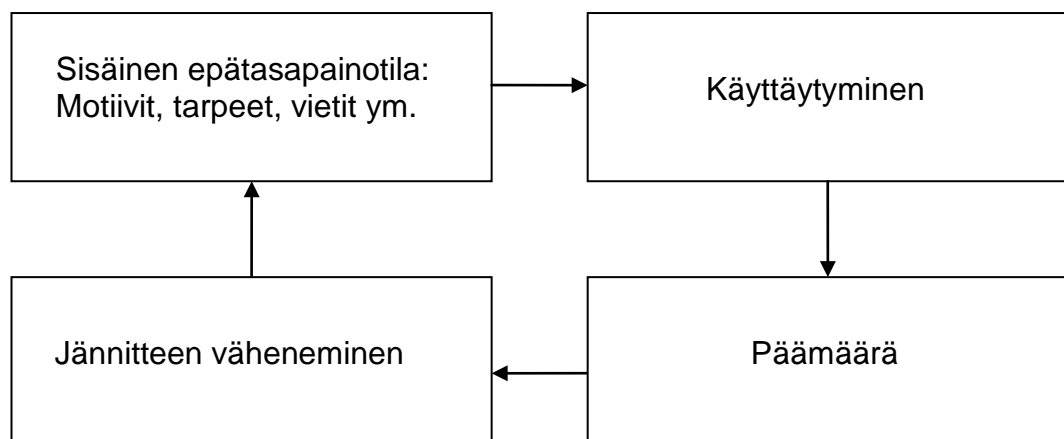 Sisäinen epätasapainotila:
Motiivit, tarpeet, vietit ym.
Käyttäytyminen
Jännitteen väheneminen
Päämäärä